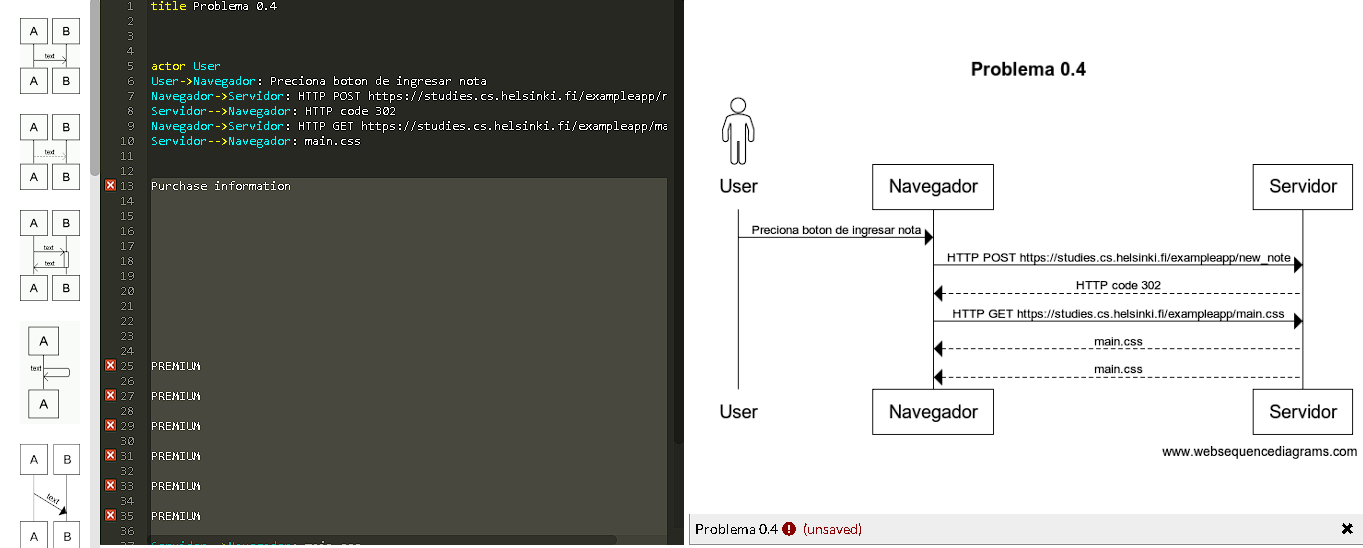 A B
text
A B
A B
text
A B
A B
text
text
A B
A
text
A
A B
text
A B
1 title Problema 0.4
2
3
4
5 actor User
6 User->Navegador: Preciona boton de ingresar nota
7 Navegador->Servidor: HTTP POST https://studies.cs.helsinki.fi/exampleapp/r
8 Servidor-->Navegador: HTTP code 302
9 Navegador->Servidor: HTTP GET https://studies.cs.helsinki.fi/exampleapp/ma
10 Servidor-->Navegador: main.css
11
12
13 Purchase information
14
15
16
17
18
19
20
21
22
23
24
25 PREMIUM
26
27 PREMIUM
28
29 PREMIUM
30
31 PREMIUM
32
33 PREMIUM
34
35 PREMIUM
36
37 Servidor-->Navegador: main.css
Problema 0.4
User Navegador Servidor
Preciona boton de ingresar nota
HTTP POST https://studies.cs.helsinki.fi/exampleapp/new_note
HTTP code 302
HTTP GET https://studies.cs.helsinki.fi/exampleapp/main.css
main.css
main.css
User Navegador Servidor
www.websequencediagrams.com
Problema 0.4 (unsaved)